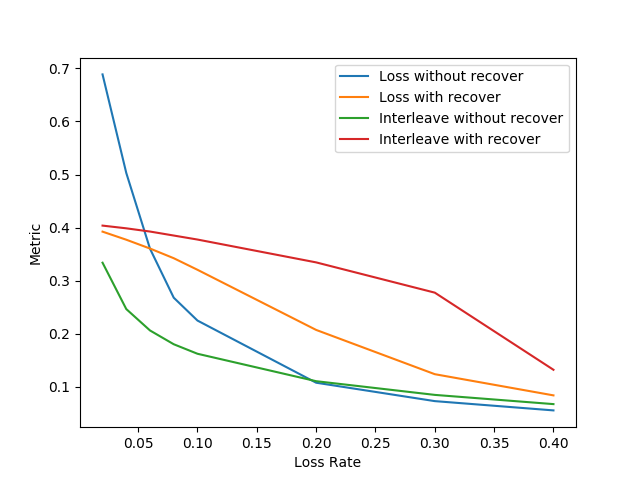 Loss without recover
Loss with recover
Interleave without recover
Interleave with recover
0.7
0.6
0.5
0.4
0.3
0.2
0.1
Metric
0.05 0.10 0.15 0.20 0.25 0.30 0.35 0.40
Loss Rate